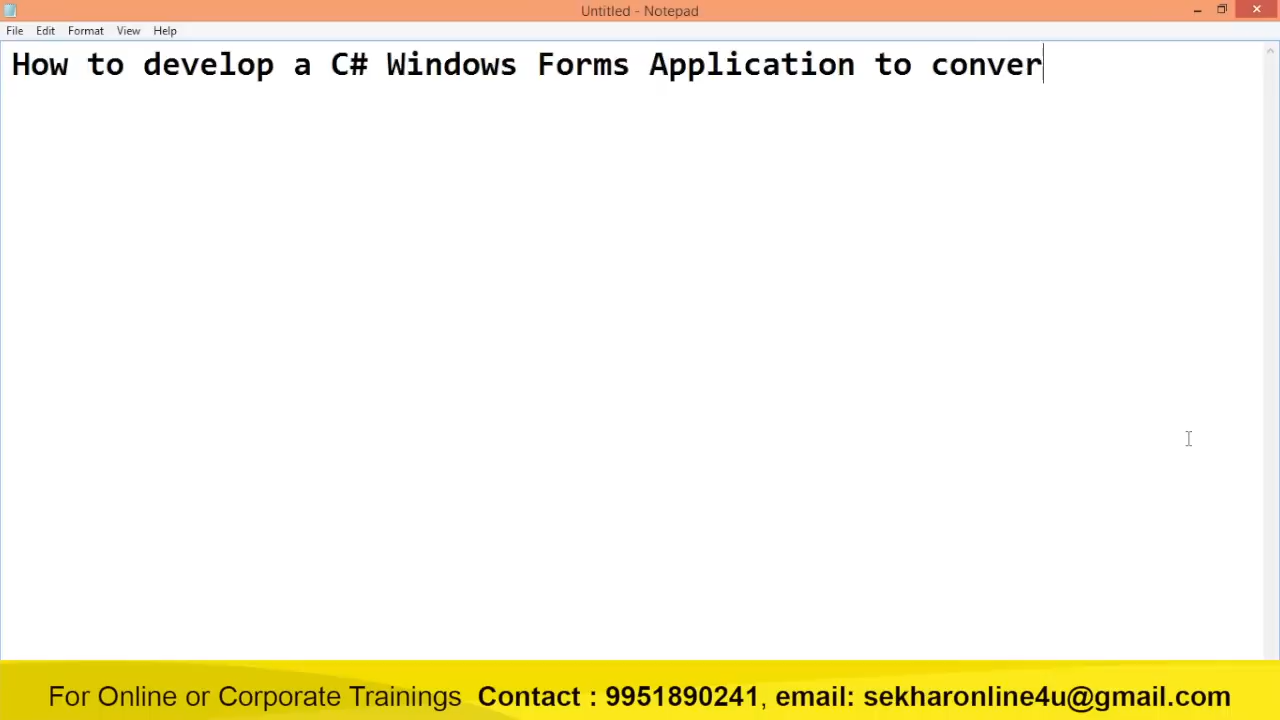 Untitled - Notepad
File Edit Format View Help
How to develop a C# Windows Forms Application to conver
For Online or Corporate Trainings Contact : 9951890241, email: sekharonline4u@gmail.com